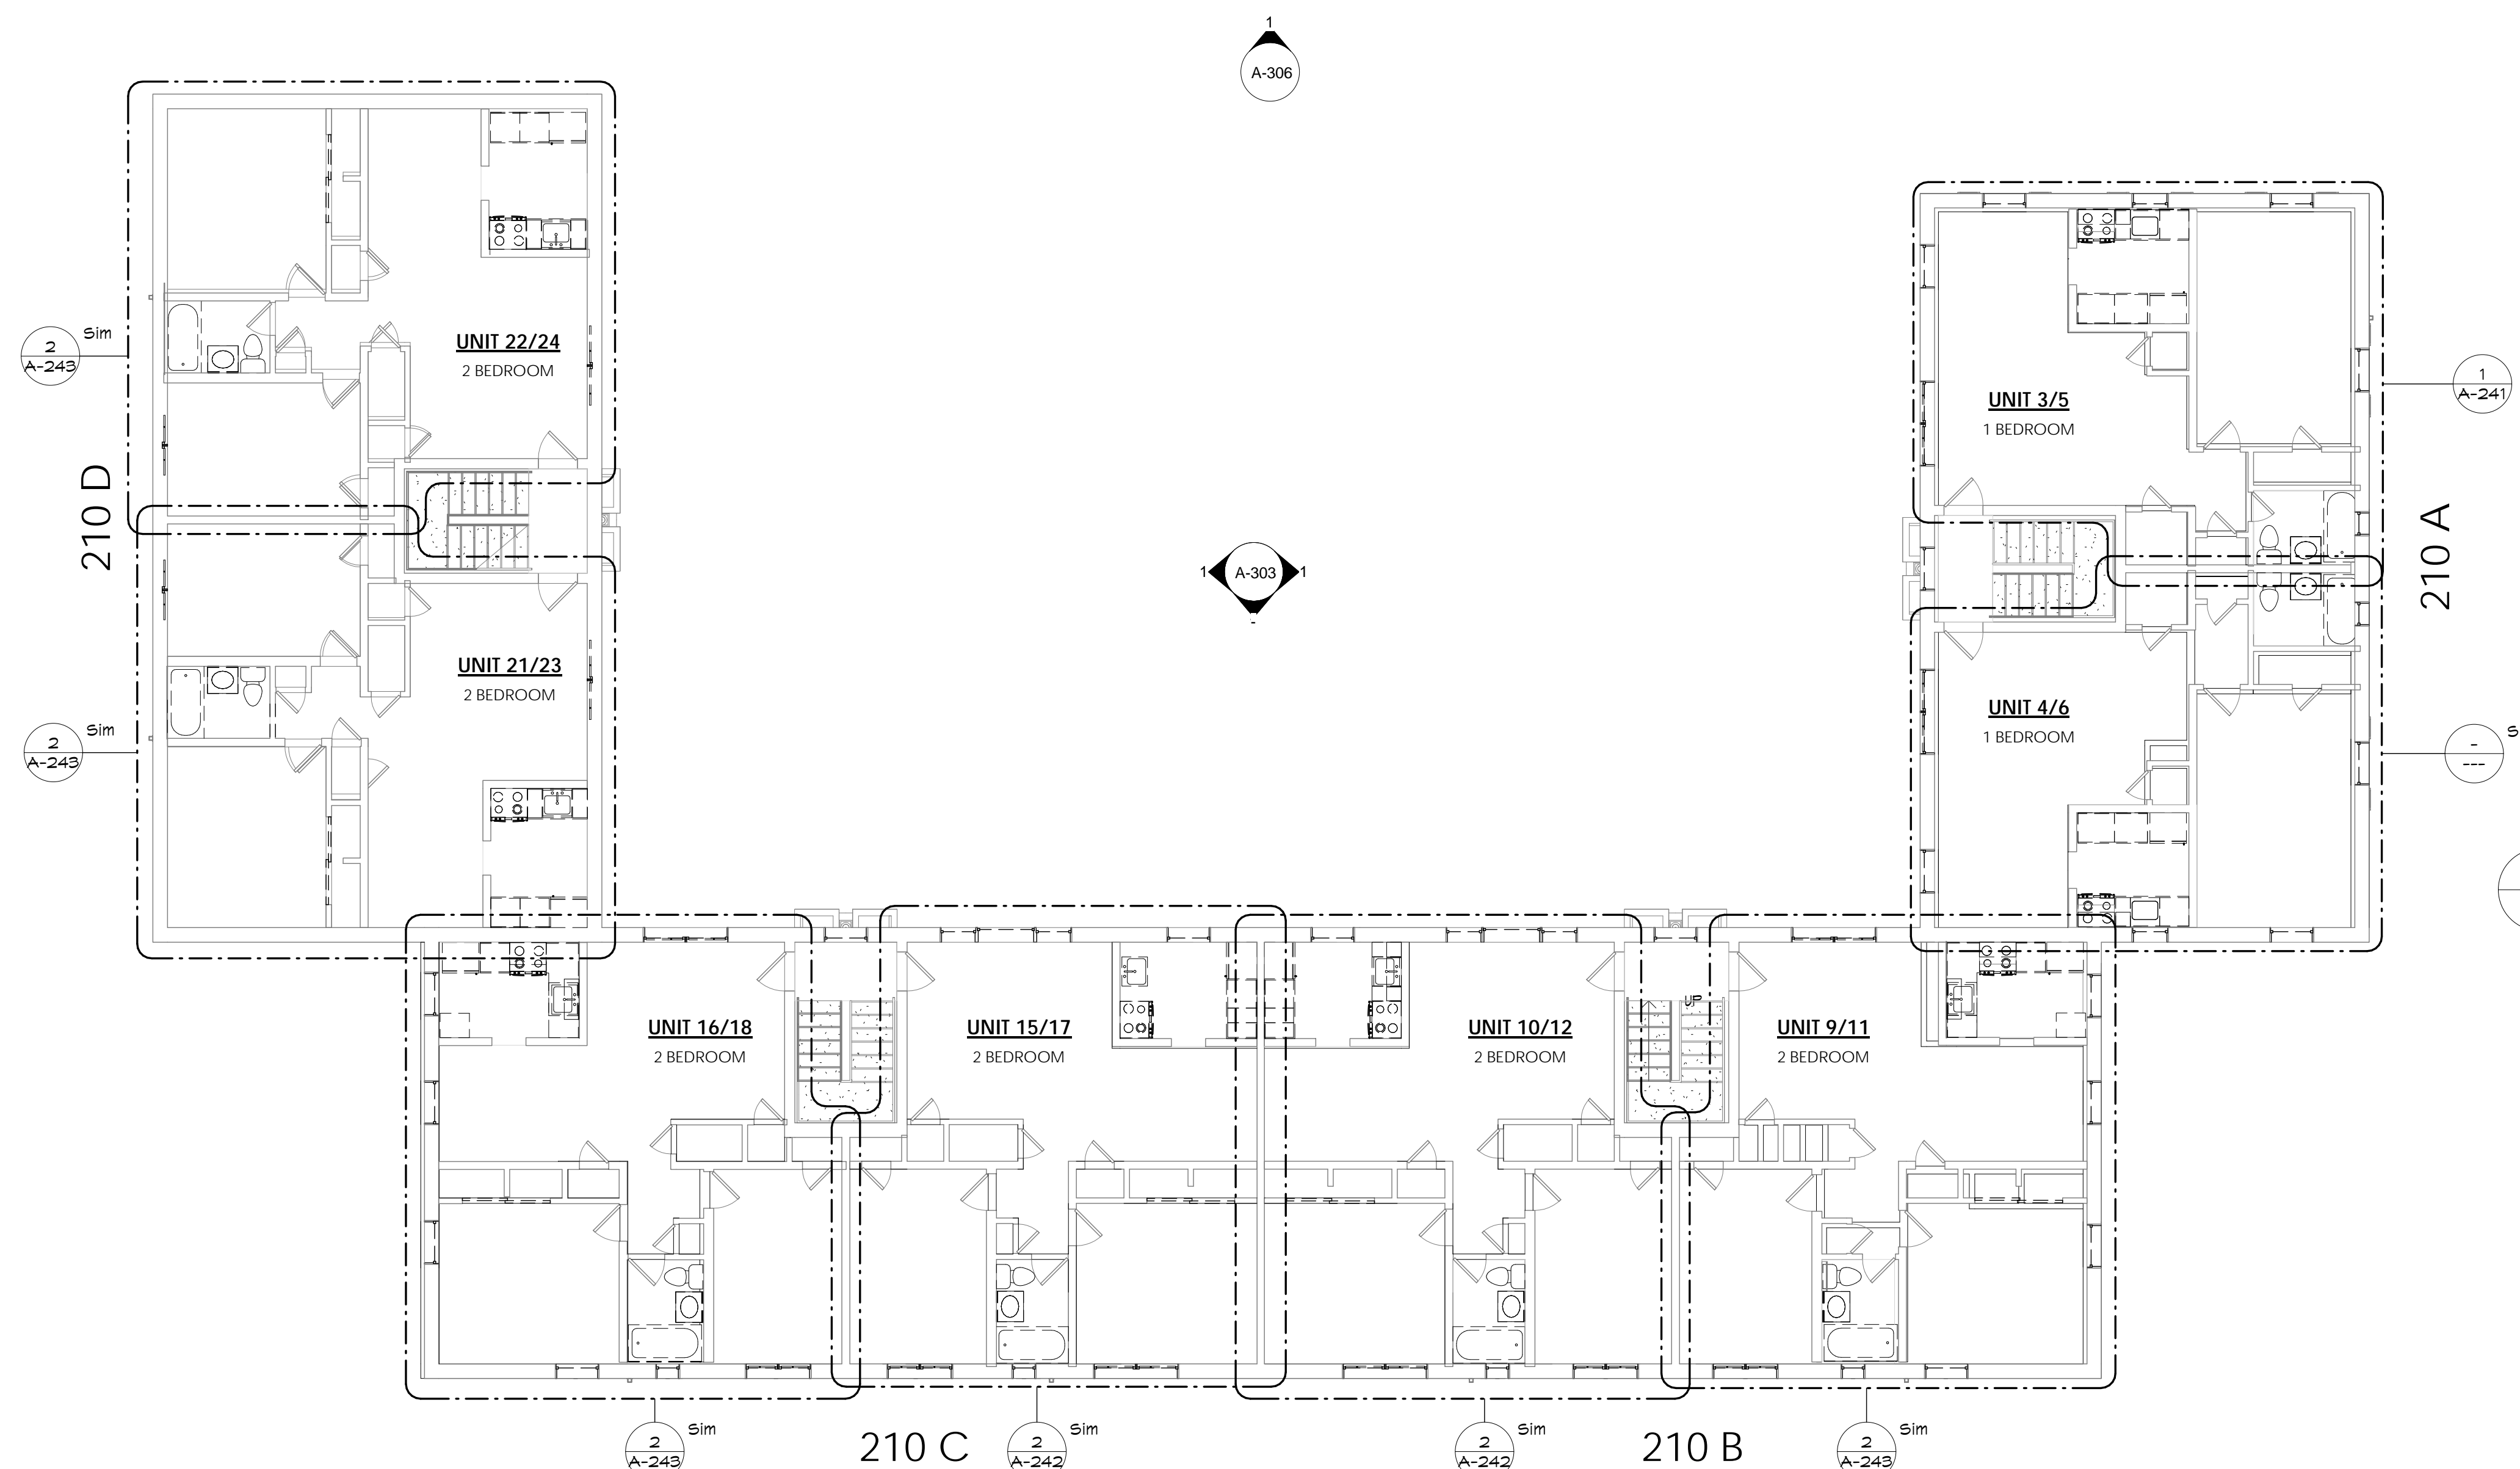 1
A-306
Sim
2
A-243
UNIT 22/24
2 BEDROOM
1
A-241
UNIT 3/5
1 BEDROOM
210 D
210 A
1
A-303
1
-
UNIT 21/23
2 BEDROOM
UNIT 4/6
1 BEDROOM
Sim
2
A-243
S
-
---
UNIT 16/18
2 BEDROOM
UNIT 15/17
2 BEDROOM
UNIT 10/12
2 BEDROOM
UNIT 9/11
2 BEDROOM
Sim
2
A-243
210 C
Sim
2
A-242
Sim
2
A-242
210 B
Sim
2
A-243